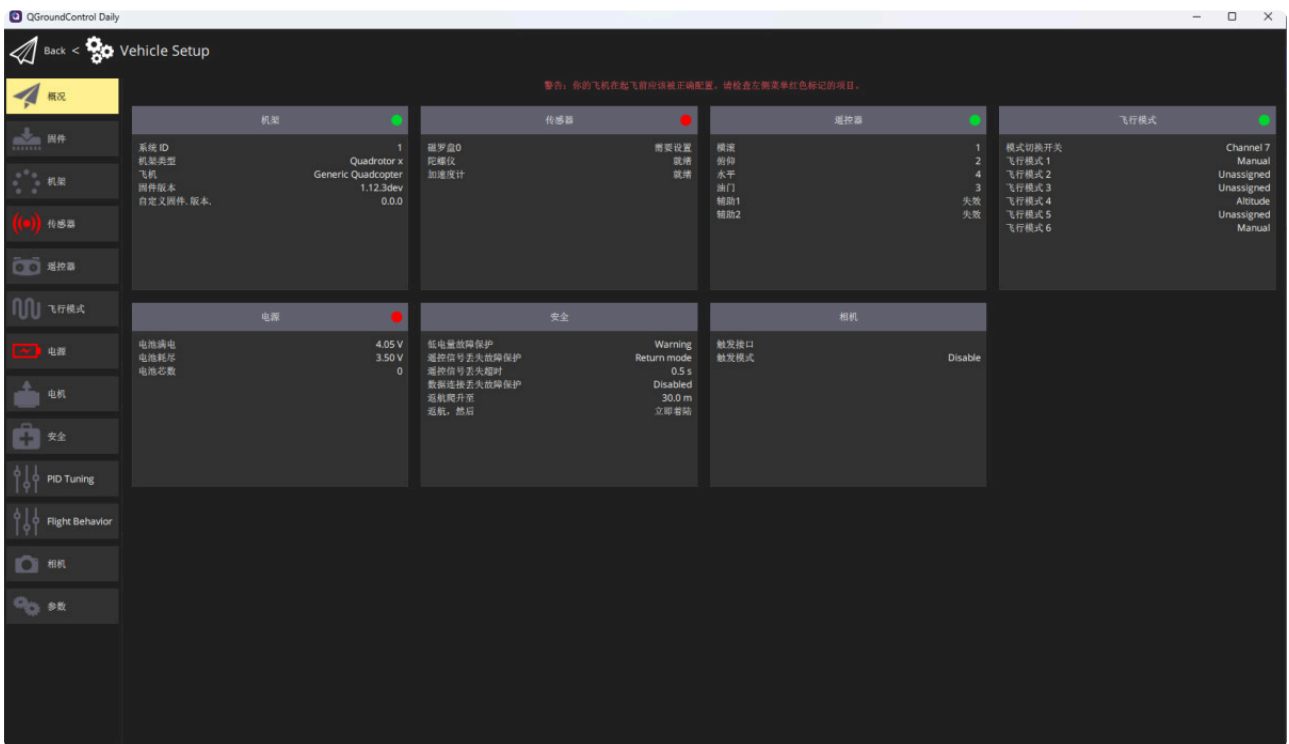 QGroundControl Daily
Back < Vehicle Setup
警告：你的飞机在起飞前应该被正确配置。请检查左侧菜单红色标记的项目。
概况
固件
机架
传感器
遥控器
飞行模式
电源
电机
安全
PID Tuning
Flight Behavior
相机
参数
机架
系统 ID 1
机架类型 Quadrotor x
飞机 Generic Quadcopter
固件版本 1.12.3dev
自定义固件. 版本. 0.0.0
传感器
磁罗盘0 需要设置
陀螺仪 就绪
加速度计 就绪
遥控器
横滚 1
俯仰 2
水平 4
油门 3
辅助1 失效
辅助2 失效
飞行模式
模式切换开关 Channel 7
飞行模式 1 Manual
飞行模式 2 Unassigned
飞行模式 3 Unassigned
飞行模式 4 Altitude
飞行模式 5 Unassigned
飞行模式 6 Manual
电源
电池满电 4.05 V
电池耗尽 3.50 V
电池芯数 0
安全
低电量故障保护 Warning
遥控信号丢失故障保护 Return mode
遥控信号丢失超时 0.5 s
数据连接丢失故障保护 Disabled
返航爬升至 30.0 m
返航，然后 立即着陆
相机
触发接口
触发模式 Disable